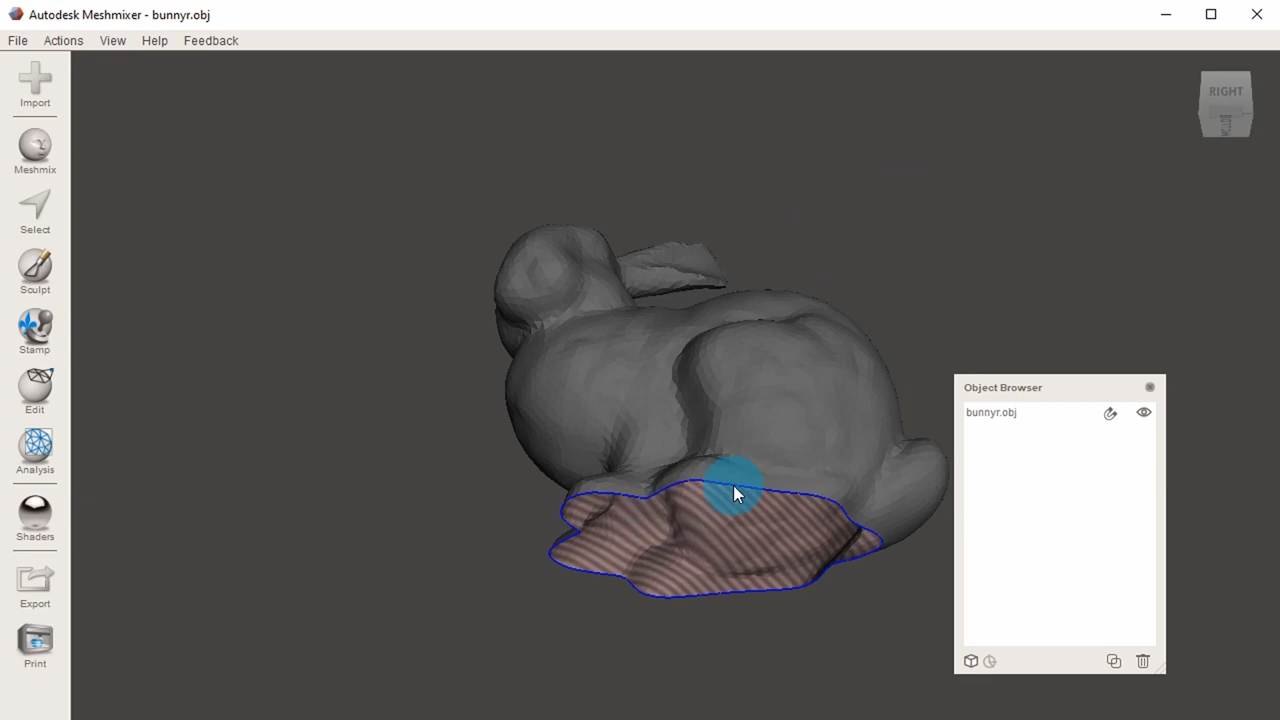 Autodesk Meshmixer - bunnyr.obj
File Actions View Help Feedback
Import
Meshmix
Select
Sculpt
Stamp
Edit
Analysis
Shaders
Export
Print
RIGHT
BOTTOM
Object Browser
bunnyr.obj